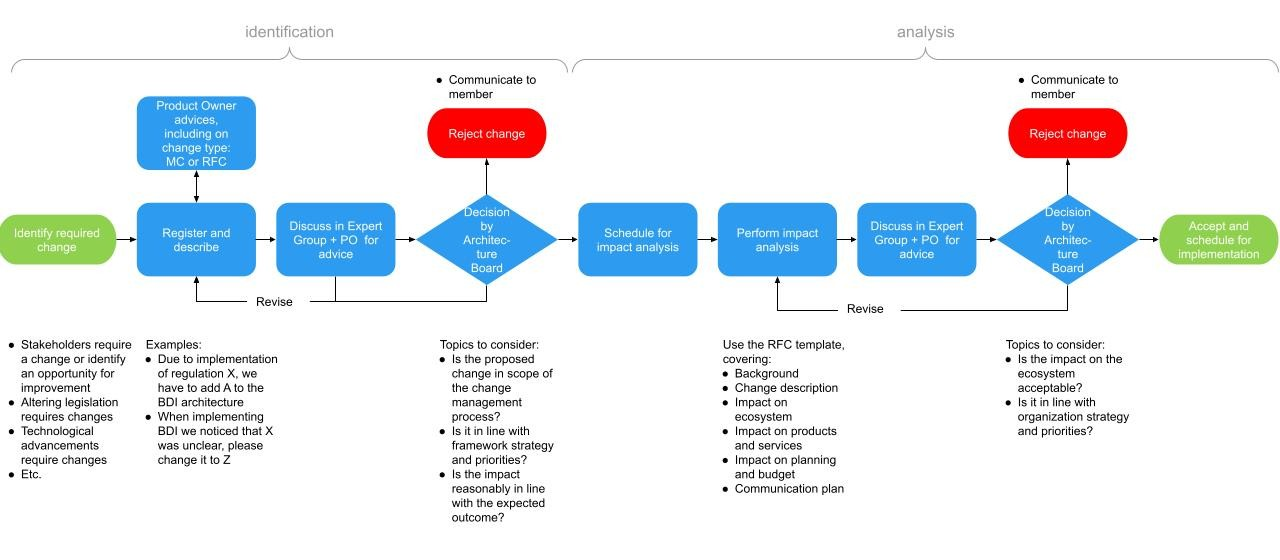 identification
analysis
● Communicate to
member
● Communicate to
member
Product Owner
advices,
including on
change type:
MC or RFC
Reject change
Reject change
Identify required
change
Register and
describe
Discuss in Expert
Group + PO for
advice
Decision
by
Architec-
ture
Board
Schedule for
impact analysis
Perform impact
analysis
Discuss in Expert
Group + PO for
advice
Decision
by
Architec-
ture
Board
Accept and
schedule for
implementation
Revise
Revise
● Stakeholders require
a change or identify
an opportunity for
improvement
● Altering legislation
requires changes
● Technological
advancements
require changes
● Etc.
Examples:
● Due to implementation
of regulation X, we
have to add A to the
BDI architecture
● When implementing
BDI we noticed that X
was unclear, please
change it to Z
Topics to consider:
● Is the proposed
change in scope of
the change
management
process?
● Is it in line with
framework strategy
and priorities?
● Is the impact
reasonably in line
with the expected
outcome?
Use the RFC template,
covering:
● Background
● Change description
● Impact on
ecosystem
● Impact on products
and services
● Impact on planning
and budget
● Communication plan
Topics to consider:
● Is the impact on the
ecosystem
acceptable?
● Is it in line with
organization strategy
and priorities?